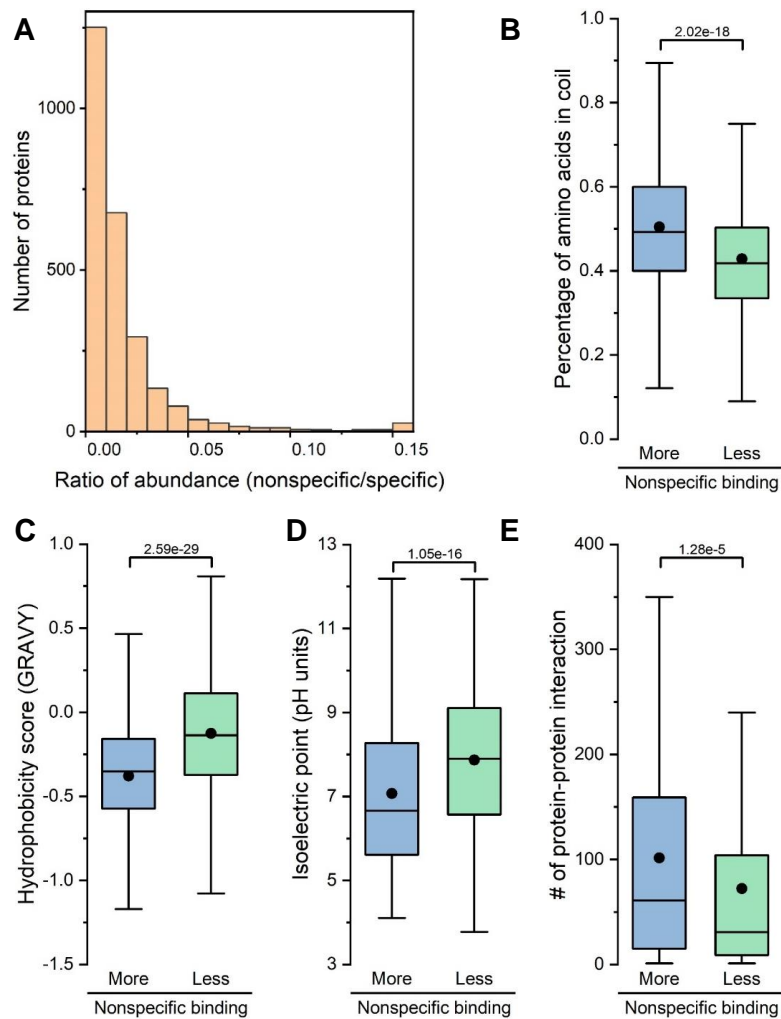 A
Number of proteins
1000
500
0
0.00 0.05 0.10 0.15
Ratio of abundance (nonspecific/specific)
B
Percentage of amino acids in coil
1.0
0.8
0.6
0.4
0.2
0.0
2.02e-18
More Less
Nonspecific binding
C
Hydrophobicity score (GRAVY)
1.0
0.5
0.0
-0.5
-1.0
-1.5
2.59e-29
More Less
Nonspecific binding
D
Isoelectric point (pH units)
13
11
9
7
5
3
1.05e-16
More Less
Nonspecific binding
E
# of protein-protein interaction
400
300
200
100
0
1.28e-5
More Less
Nonspecific binding